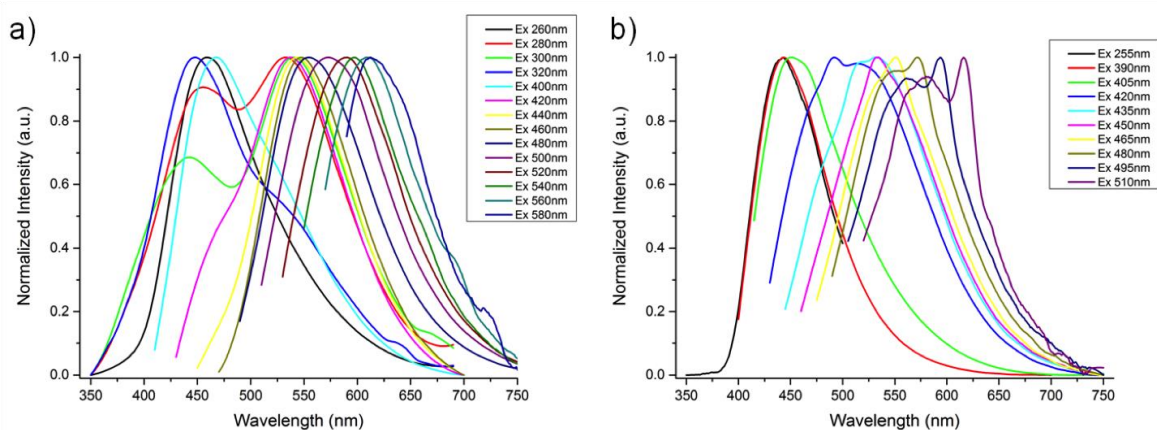 a)
Normalized Intensity (a.u.)
1.0
0.8
0.6
0.4
0.2
0.0
350 400 450 500 550 600 650 700 750
Wavelength (nm)
Ex 260nm
Ex 280nm
Ex 300nm
Ex 320nm
Ex 400nm
Ex 420nm
Ex 440nm
Ex 460nm
Ex 480nm
Ex 500nm
Ex 520nm
Ex 540nm
Ex 560nm
Ex 580nm
b)
Normalized Intensity (a.u.)
1.0
0.8
0.6
0.4
0.2
0.0
350 400 450 500 550 600 650 700 750
Wavelength (nm)
Ex 255nm
Ex 390nm
Ex 405nm
Ex 420nm
Ex 435nm
Ex 450nm
Ex 465nm
Ex 480nm
Ex 495nm
Ex 510nm